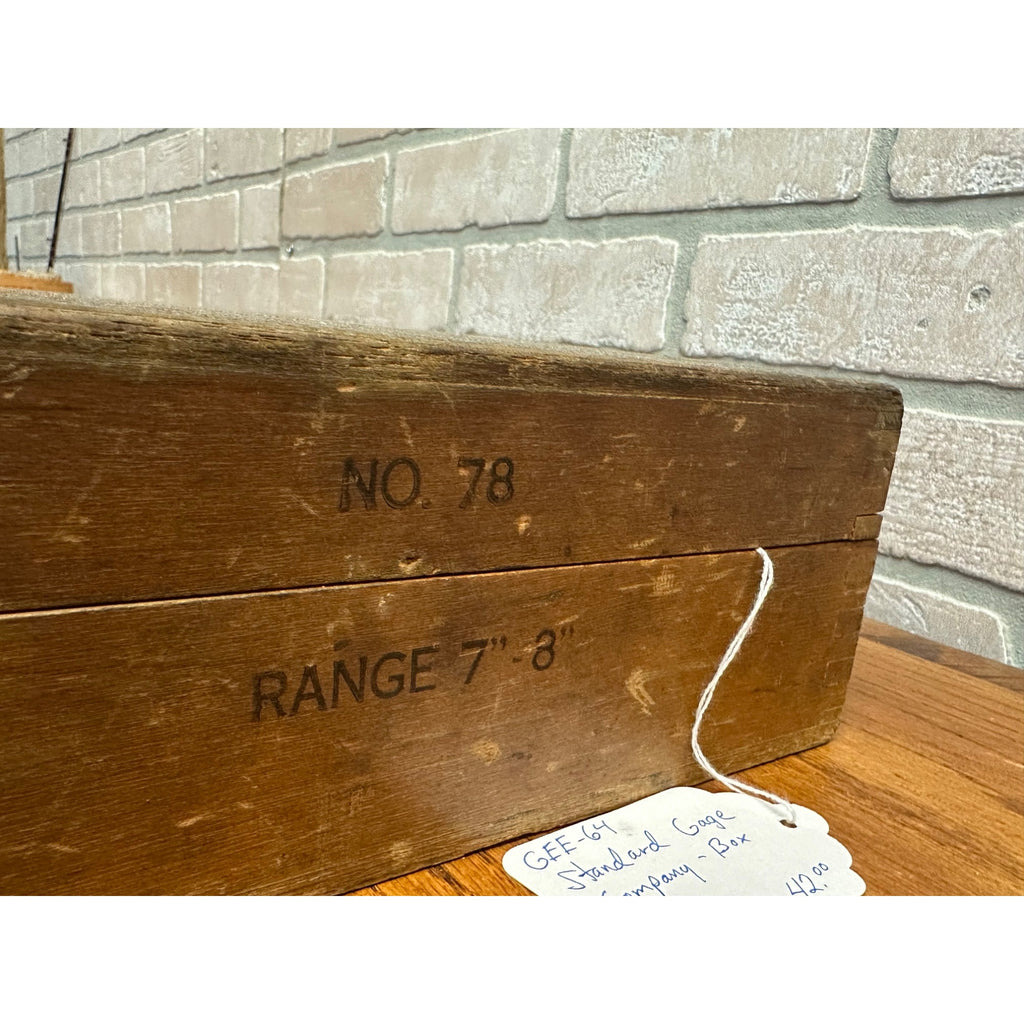 NO. 78
RANGE 7"-8"
GEE-64
Standard Gage
Company - Box
42.00